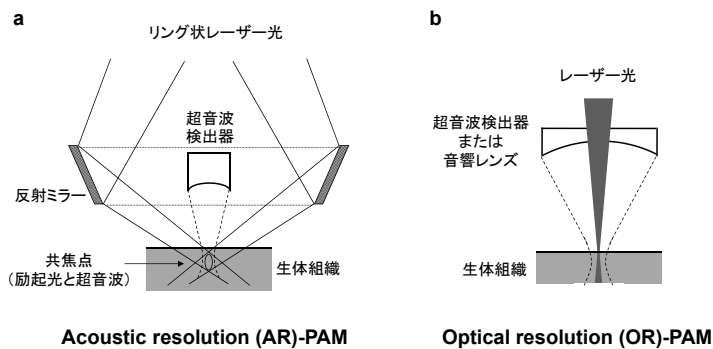 a
リング状レーザー光
超音波
検出器
反射ミラー
共焦点
(励起光と超音波)
生体組織
Acoustic resolution (AR)-PAM
b
レーザー光
超音波検出器
または
音響レンズ
生体組織
Optical resolution (OR)-PAM